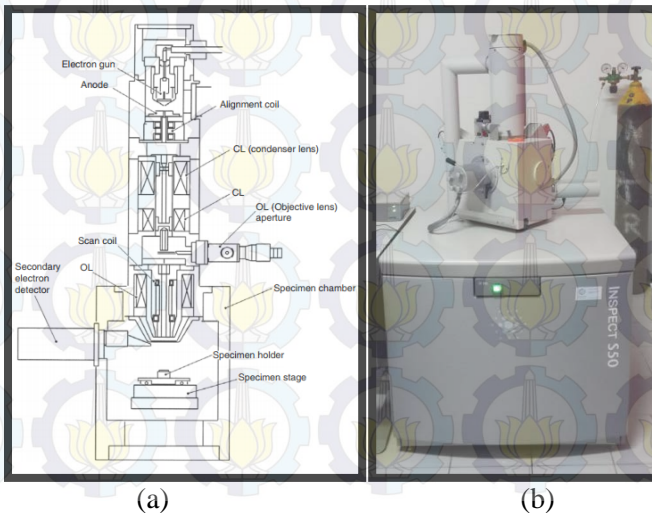 Electron gun
Anode
Alignment coil
CL (condenser lens)
CL
OL (Objective lens)
aperture
Scan coil
Secondary
electron
detector
OL
Specimen chamber
Specimen holder
Specimen stage
INSPECT S50
(a)
(b)